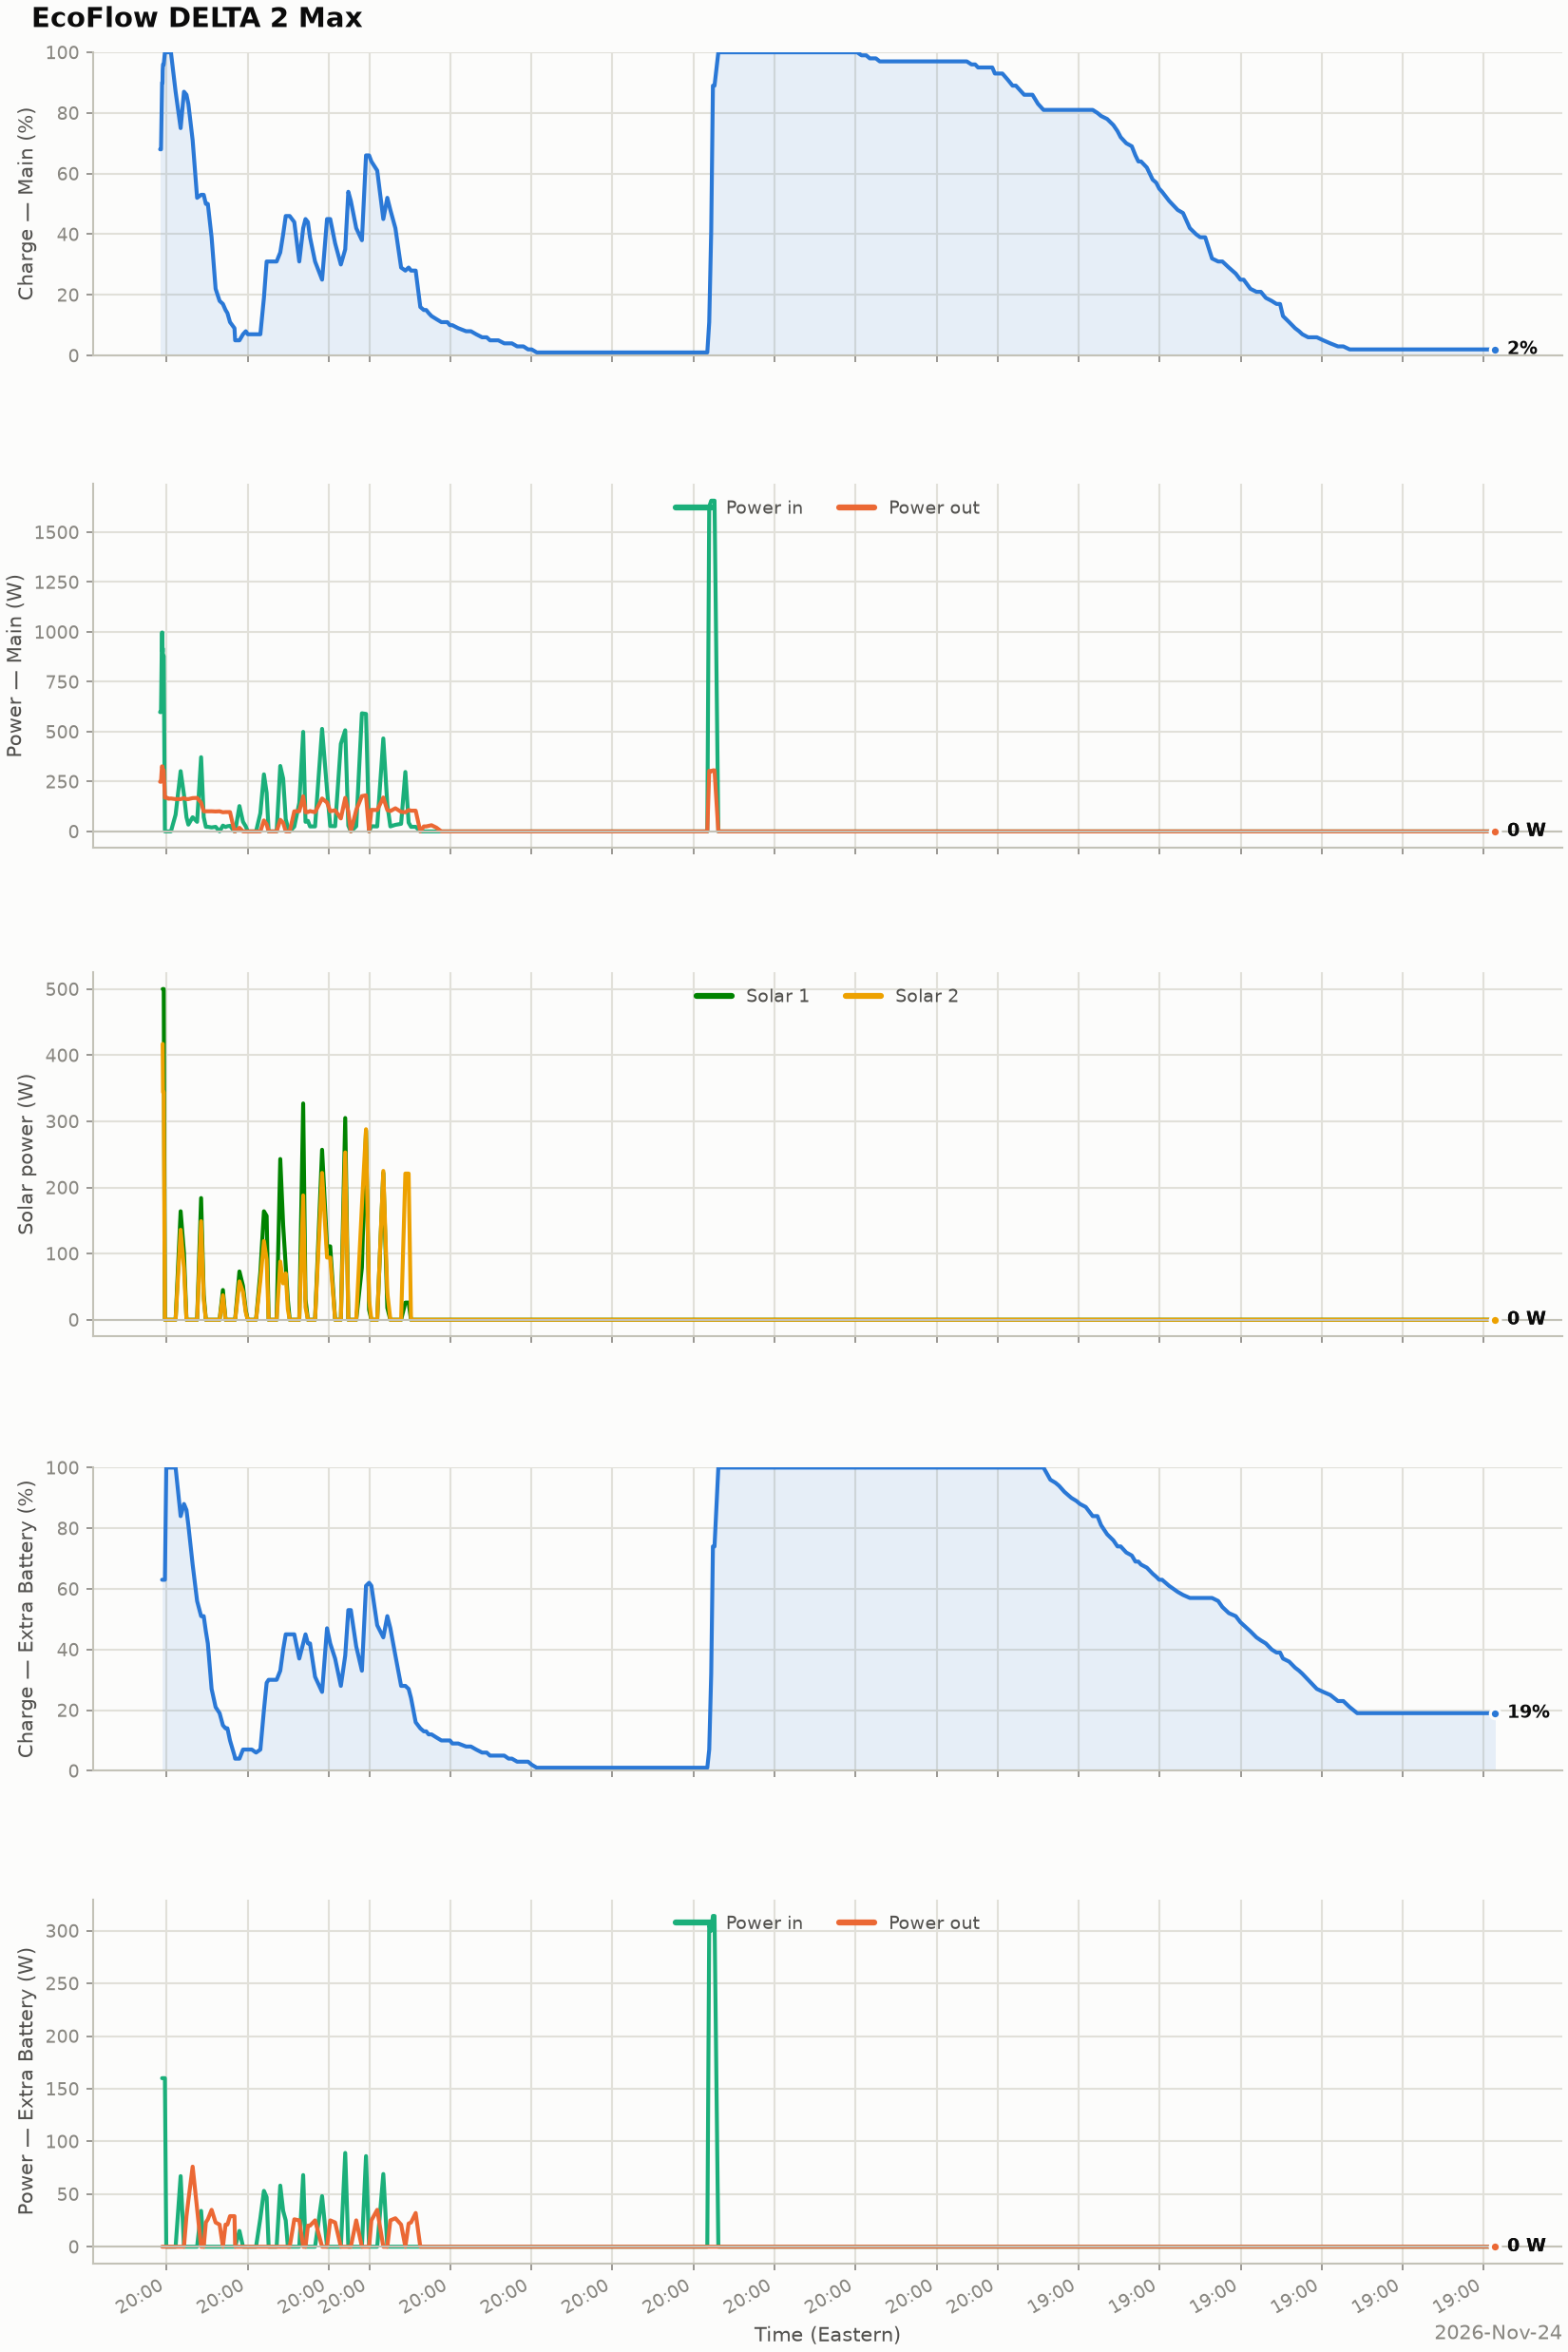 EcoFlow DELTA 2 Max
Charge — Main (%)
100
80
60
40
20
0
2%
Power — Main (W)
Power in
Power out
1500
1250
1000
750
500
250
0
0 W
Solar power (W)
Solar 1
Solar 2
500
400
300
200
100
0
0 W
Charge — Extra Battery (%)
100
80
60
40
20
0
19%
Power — Extra Battery (W)
Power in
Power out
300
250
200
150
100
50
0
0 W
20:00 20:00 20:00 20:00 20:00 20:00 20:00 20:00 20:00 20:00 20:00 20:00 19:00 19:00 19:00 19:00 19:00 19:00
Time (Eastern)
2026-Nov-24